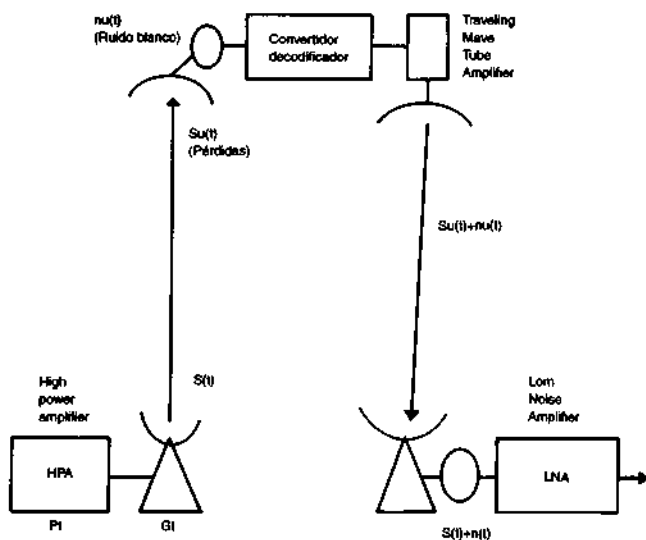 nu(t)
(Ruido blanco)
Convertidor
decodificador
Traveling
Mave
Tube
Amplifier
Su(t)
(Pérdidas)
Su(t)+nu(t)
S(t)
High
power
amplifier
HPA
Pt
Gt
Lom
Noise
Amplifier
LNA
S(t)+n(t)